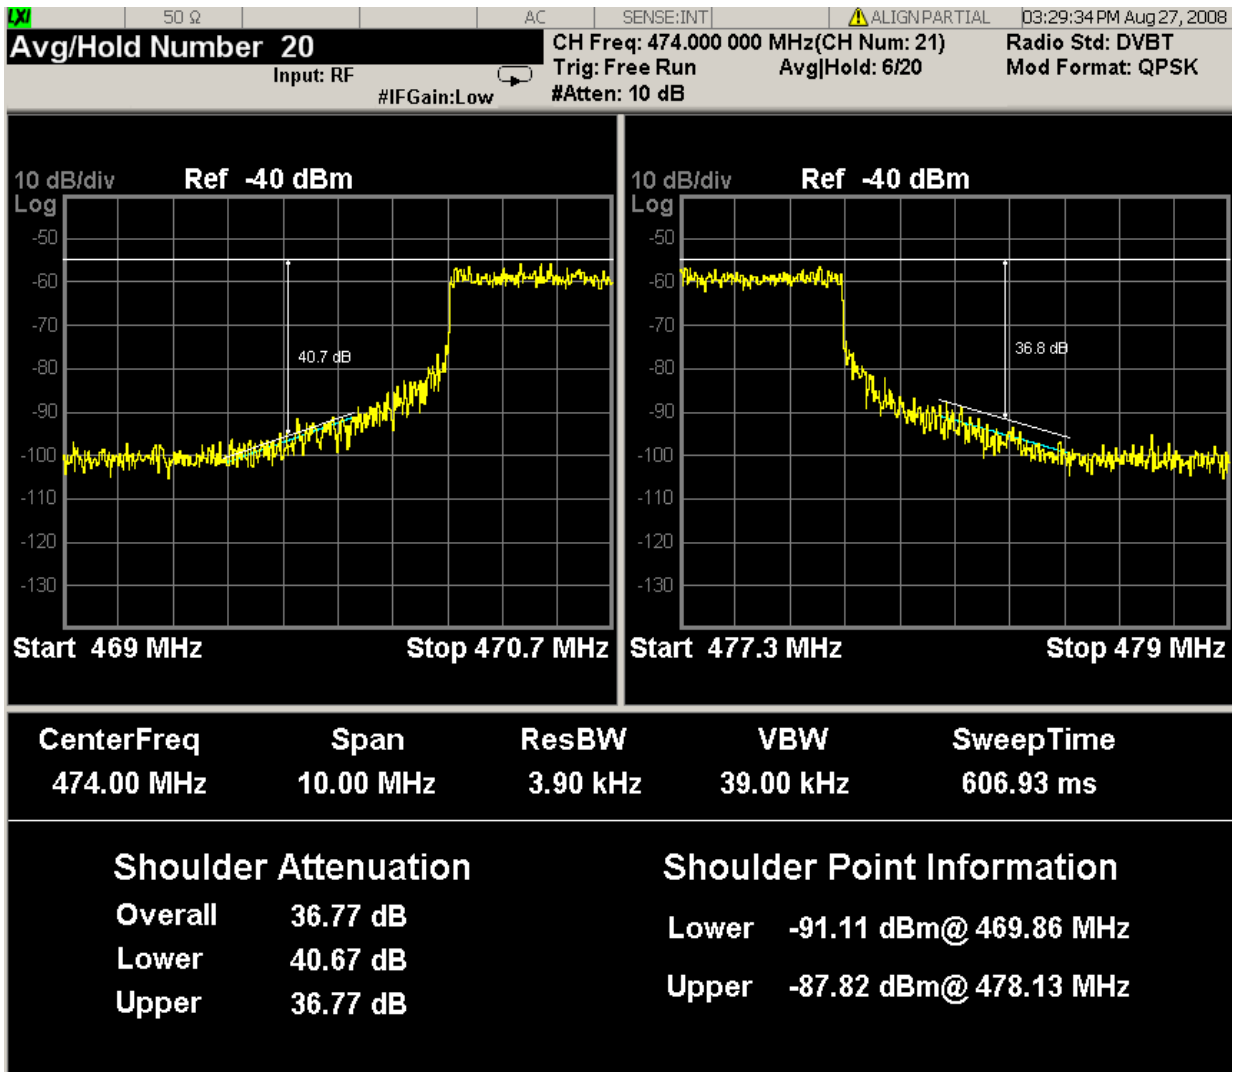 LXI 50 Ω AC SENSE:INT ALIGN PARTIAL 03:29:34 PM Aug 27, 2008
Avg/Hold Number 20
CH Freq: 474.000 000 MHz(CH Num: 21) Radio Std: DVBT
Input: RF Trig: Free Run Avg|Hold: 6/20 Mod Format: QPSK
#IFGain:Low #Atten: 10 dB
10 dB/div Ref -40 dBm
Log
-50
-60
-70
-80
-90
-100
-110
-120
-130
40.7 dB
Start 469 MHz Stop 470.7 MHz
10 dB/div Ref -40 dBm
Log
-50
-60
-70
-80
-90
-100
-110
-120
-130
36.8 dB
Start 477.3 MHz Stop 479 MHz
CenterFreq Span ResBW VBW SweepTime
474.00 MHz 10.00 MHz 3.90 kHz 39.00 kHz 606.93 ms
Shoulder Attenuation
Overall 36.77 dB
Lower 40.67 dB
Upper 36.77 dB
Shoulder Point Information
Lower -91.11 dBm@ 469.86 MHz
Upper -87.82 dBm@ 478.13 MHz